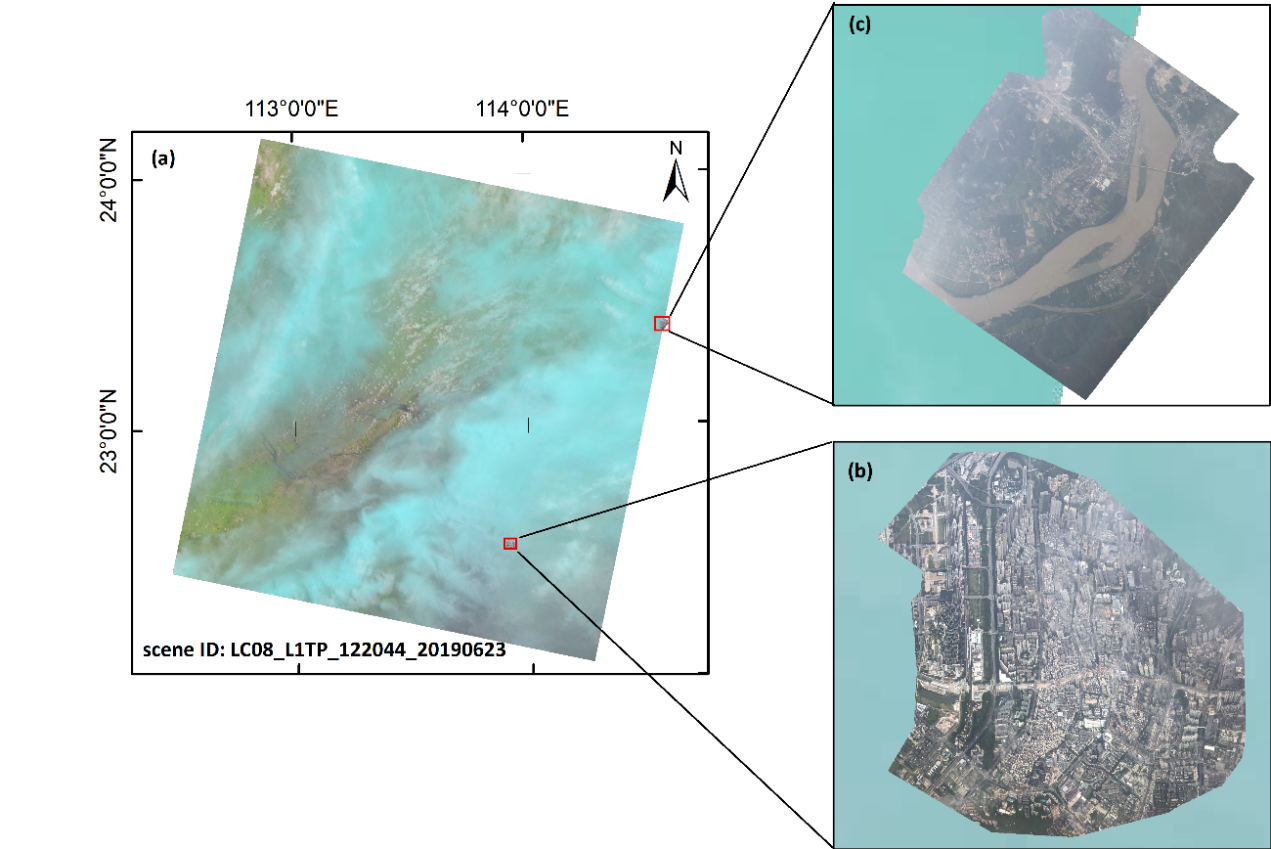 113°0'0"E
114°0'0"E
(a)
N
24°0'0"N
23°0'0"N
scene ID: LC08_L1TP_122044_20190623
(c)
(b)